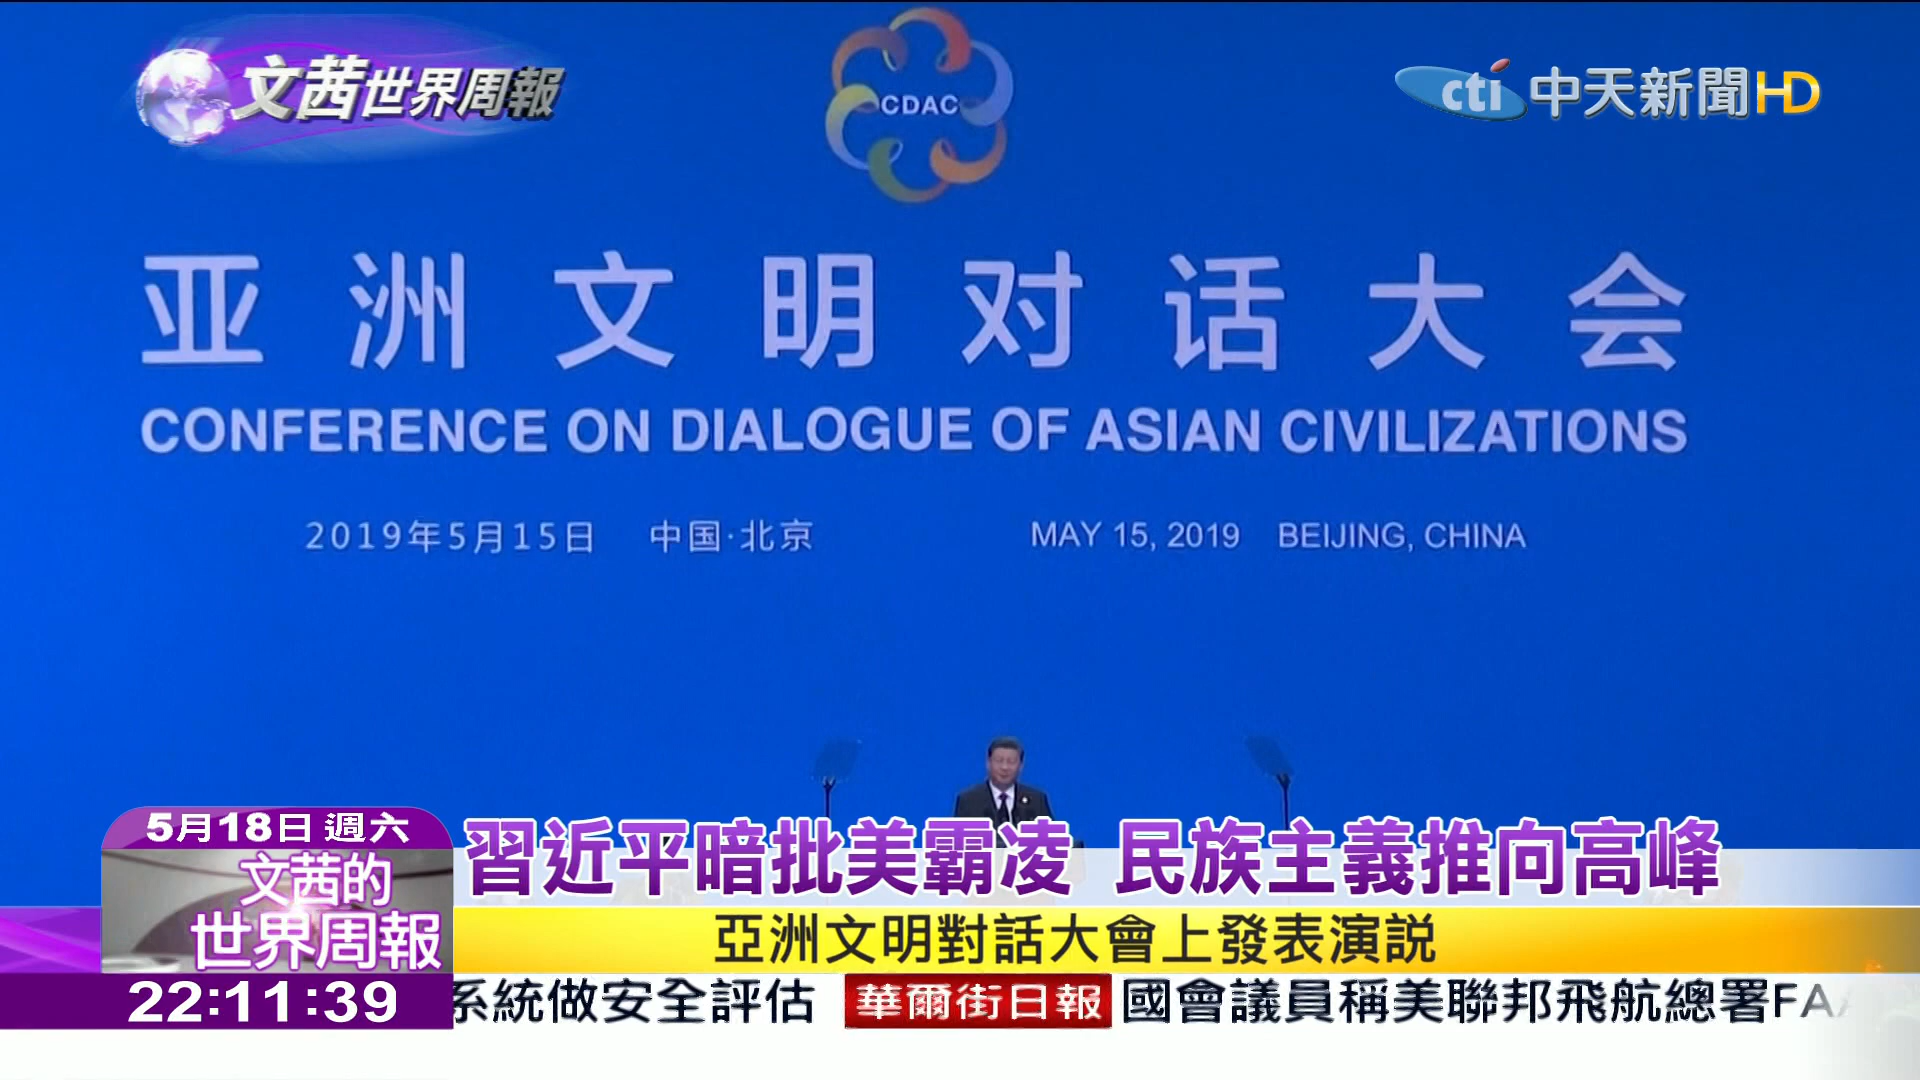 文茜世界周報
cti 中天新聞HD
CDAC
亚洲文明对话大会
CONFERENCE ON DIALOGUE OF ASIAN CIVILIZATIONS
2019年5月15日 中国·北京 MAY 15, 2019 BEIJING, CHINA
5月18日 週六
文茜的
世界周報
習近平暗批美霸凌 民族主義推向高峰
亞洲文明對話大會上發表演説
22:11:39
系統做安全評估 華爾街日報 國會議員稱美聯邦飛航總署FAA